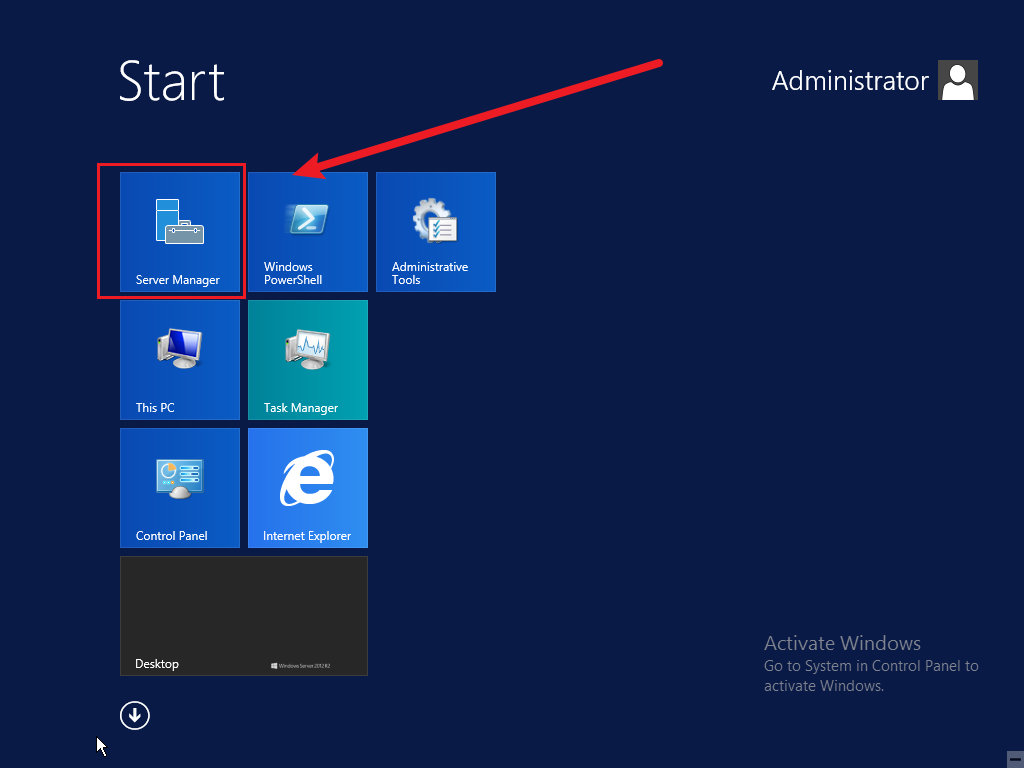 Start
Administrator
Server Manager
Windows
PowerShell
Administrative
Tools
This PC
Task Manager
Control Panel
Internet Explorer
Desktop
Windows Server 2012 R2
Activate Windows
Go to System in Control Panel to
activate Windows.